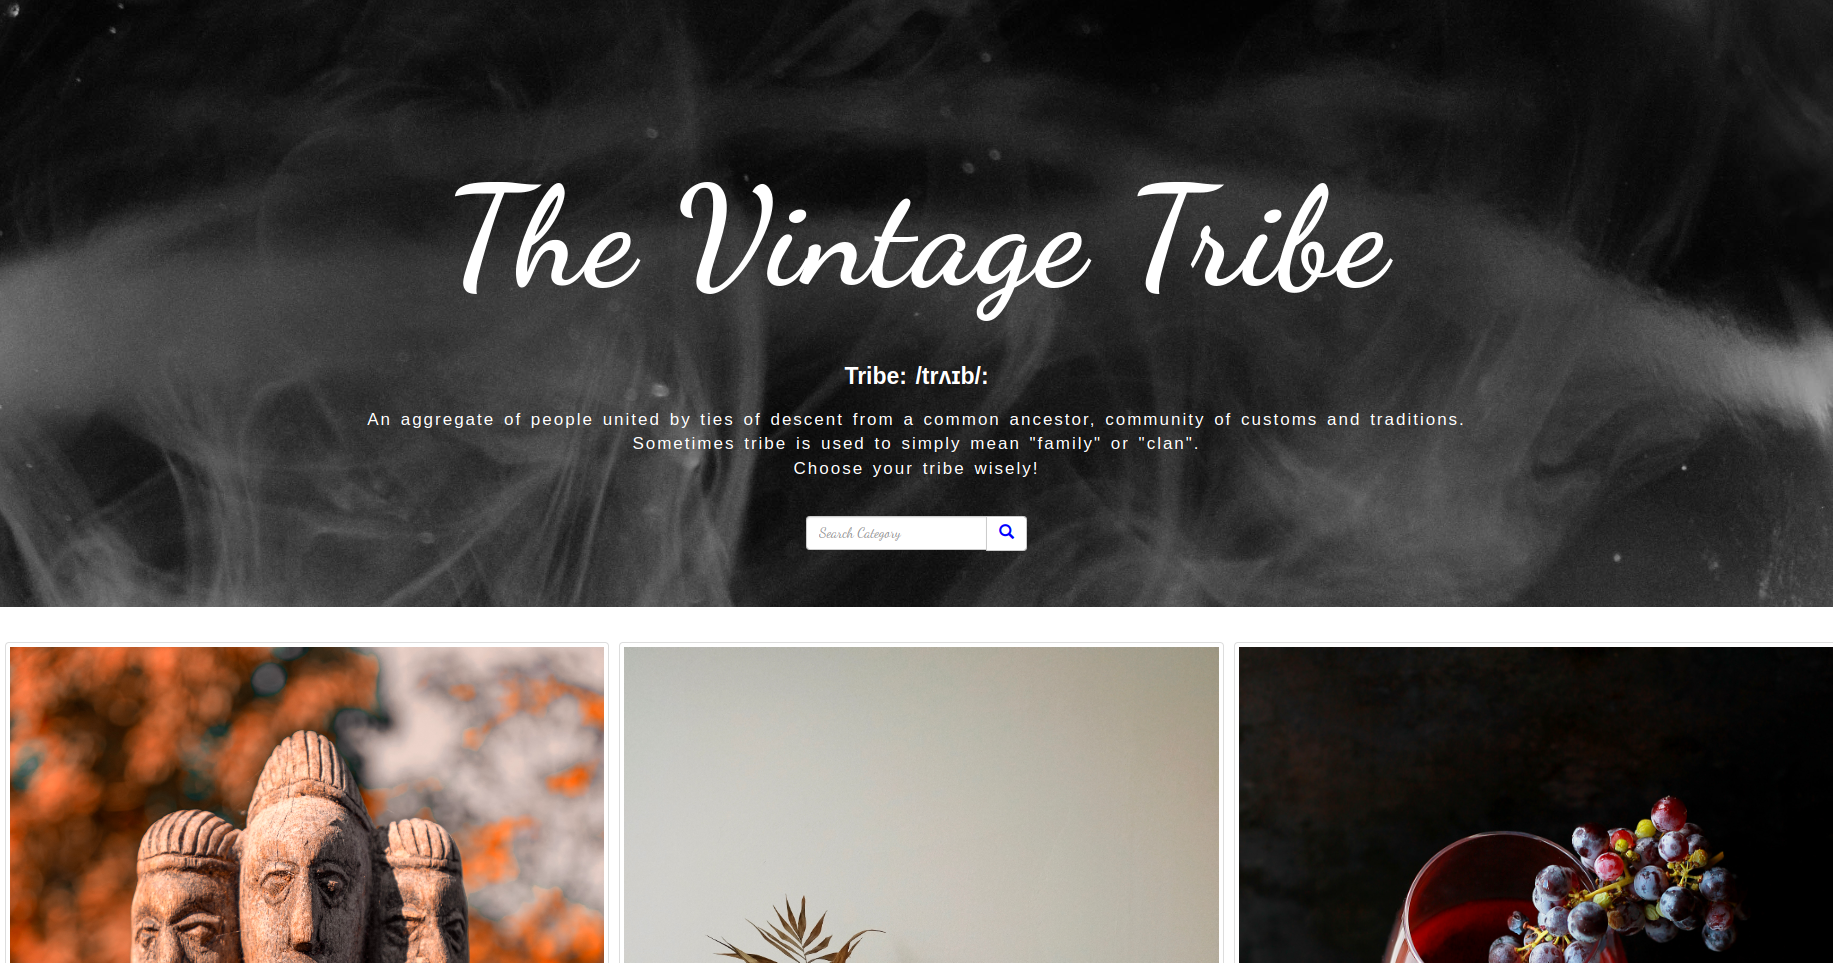 The Vintage Tribe
Tribe: /trʌɪb/:
An aggregate of people united by ties of descent from a common ancestor, community of customs and traditions.
Sometimes tribe is used to simply mean "family" or "clan".
Choose your tribe wisely!
Search Category